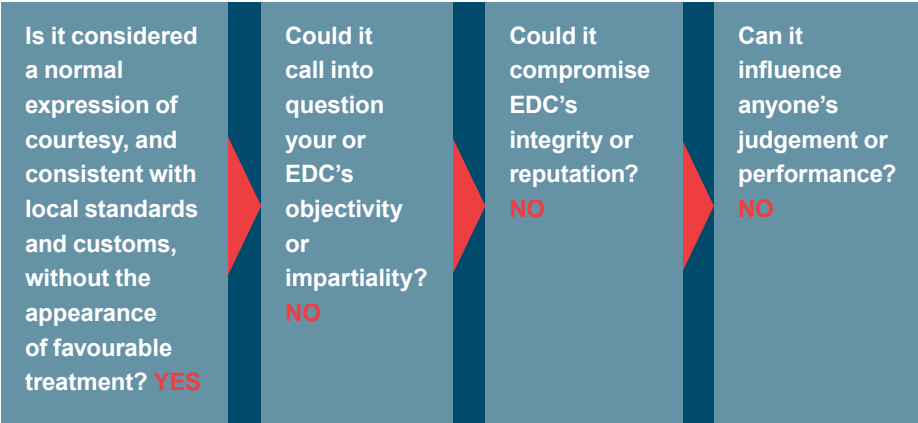 Is it considered
a normal
expression of
courtesy, and
consistent with
local standards
and customs,
without the
appearance
of favourable
treatment? YES
Could it
call into
question
your or
EDC's
objectivity
or
impartiality?
NO
Could it
compromise
EDC's
integrity or
reputation?
NO
Can it
influence
anyone's
judgement or
performance?
NO